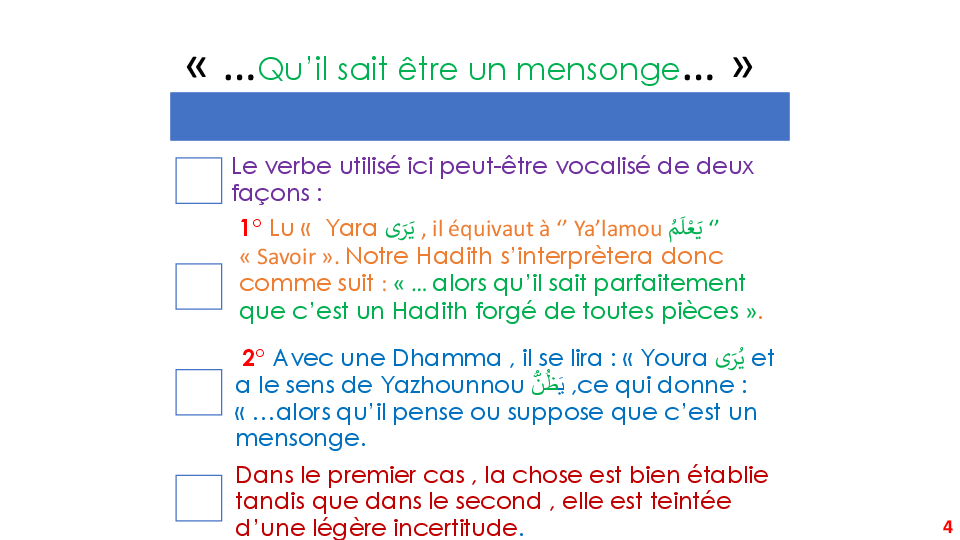 « …Qu’il sait être un mensonge… »
Le verbe utilisé ici peut-être vocalisé de deux
façons :
1° Lu « Yara يَرَى , il équivaut à ‘’ Ya’lamou يَعْلَمُ ‘’
« Savoir ». Notre Hadith s’interprètera donc
comme suit : « … alors qu’il sait parfaitement
que c’est un Hadith forgé de toutes pièces ».
2° Avec une Dhamma , il se lira : « Youra يُرَى et
a le sens de Yazhounnou يَظُنُّ ,ce qui donne :
« …alors qu’il pense ou suppose que c’est un
mensonge.
Dans le premier cas , la chose est bien établie
tandis que dans le second , elle est teintée
d’une légère incertitude.
4